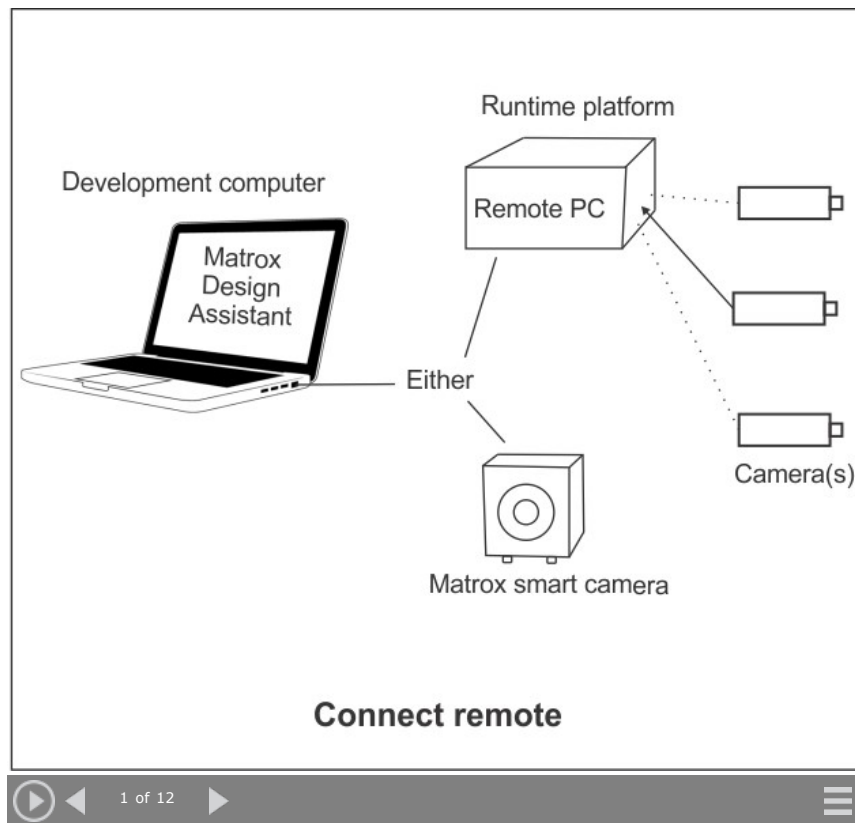 Runtime platform
Development computer
Remote PC
Matrox
Design
Assistant
Either
Camera(s)
Matrox smart camera
Connect remote
1 of 12